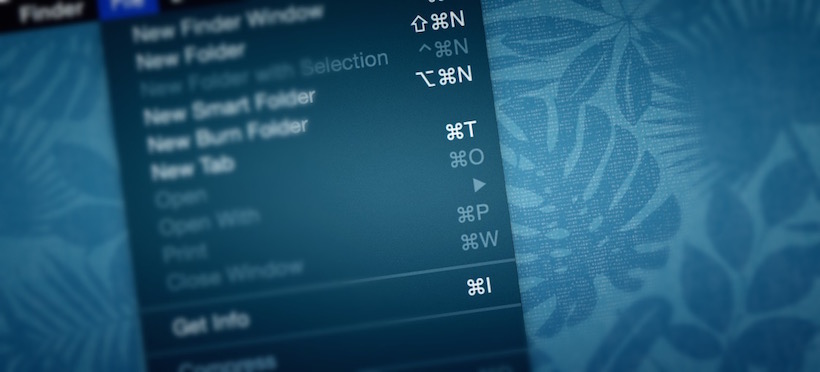 Finder File
New Finder Window ⌘N
New Folder ⇧⌘N
New Folder with Selection ^⌘N
New Smart Folder ⌥⌘N
New Burn Folder
New Tab ⌘T
Open ⌘O
Open With ▶
Print ⌘P
Close Window ⌘W
Get Info ⌘I
Compress